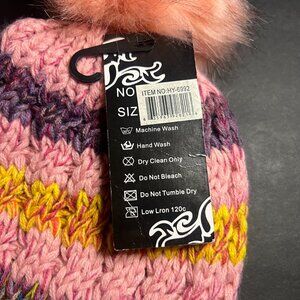 NO
ITEM NO:HY-6992
SIZ
Machine Wash
Hand Wash
Dry Clean Only
Do Not Bleach
Do Not Tumble Dry
Low Lron 120c